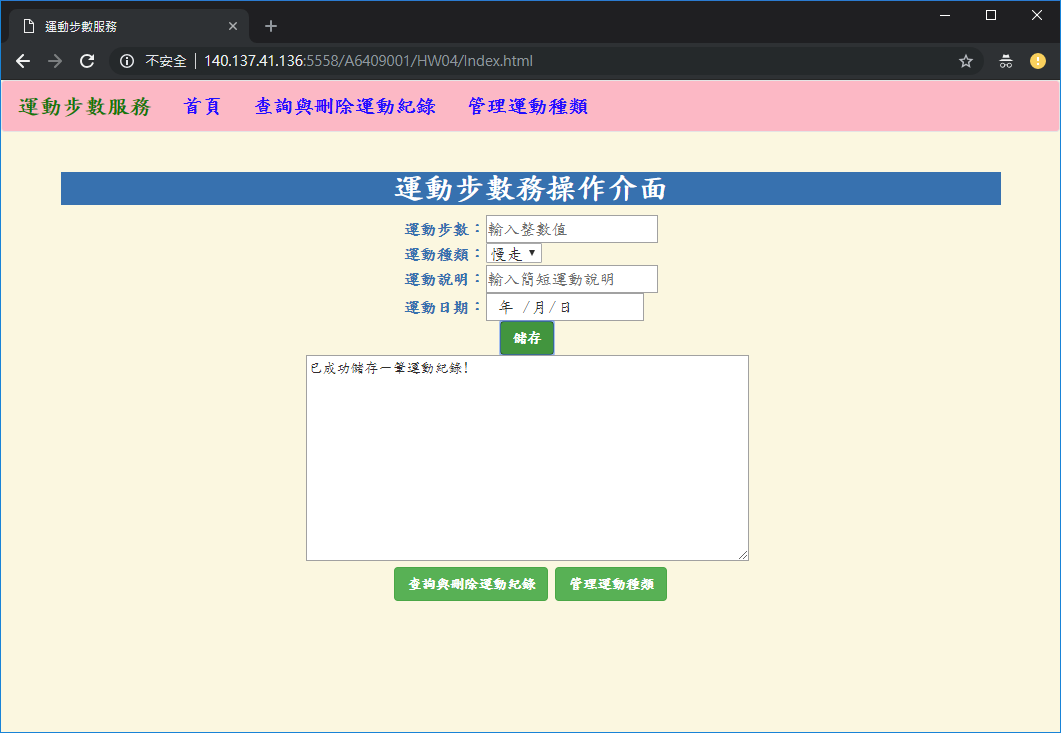 運動步數服務
不安全 140.137.41.136:5558/A6409001/HW04/Index.html
運動步數服務 首頁 查詢與刪除運動紀錄 管理運動種類
運動步數務操作介面
運動步數：輸入整數值
運動種類：慢走
運動說明：輸入簡短運動說明
運動日期： 年 /月/日
儲存
已成功儲存一筆運動紀錄!
查詢與刪除運動紀錄 管理運動種類